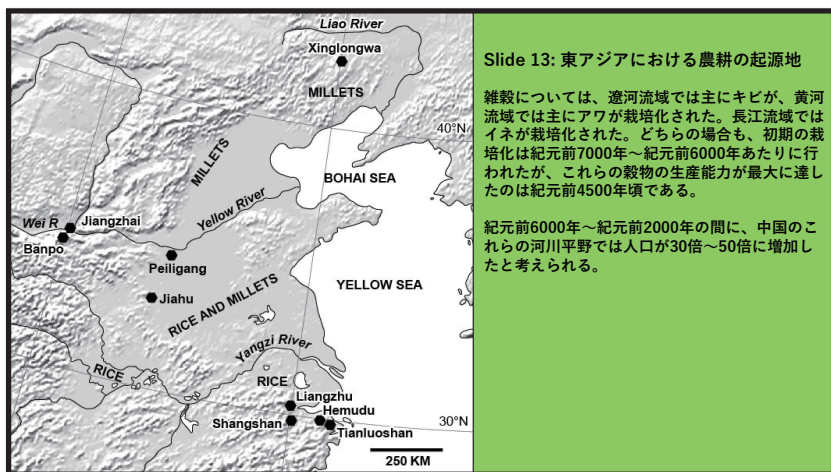 Liao River
Xinglongwa
MILLETS
40°N
MILLETS
BOHAI SEA
Yellow River
Wei R
Jiangzhai
Banpo
Peiligang
Jiahu
YELLOW SEA
RICE AND MILLETS
Yangzi River
RICE
RICE
Liangzhu
Hemudu
Shangshan
Tianluoshan
30°N
250 KM
Slide 13: 東アジアにおける農耕の起源地
雑穀については、遼河流域では主にキビが、黄河
流域では主にアワが栽培化された。長江流域では
イネが栽培化された。どちらの場合も、初期の栽
培化は紀元前7000年~紀元前6000年あたりに行
われたが、これらの穀物の生産能力が最大に達し
たのは紀元前4500年頃である。
紀元前6000年~紀元前2000年の間に、中国のこ
れらの河川平野では人口が30倍~50倍に増加し
たと考えられる。